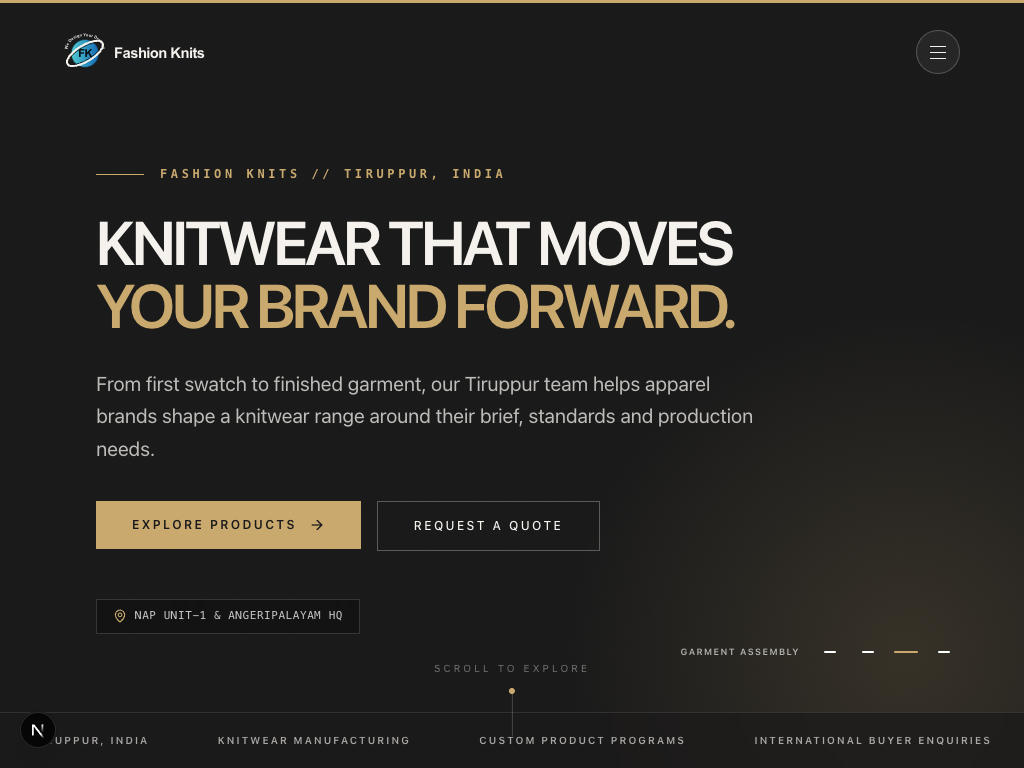 FK
Fashion Knits
FASHION KNITS // TIRUPPUR, INDIA
KNITWEAR THAT MOVES
YOUR BRAND FORWARD.
From first swatch to finished garment, our Tiruppur team helps apparel
brands shape a knitwear range around their brief, standards and production
needs.
EXPLORE PRODUCTS
REQUEST A QUOTE
NAP UNIT-1 & ANGERIPALAYAM HQ
GARMENT ASSEMBLY
SCROLL TO EXPLORE
N
UPPUR, INDIA
KNITWEAR MANUFACTURING
CUSTOM PRODUCT PROGRAMS
INTERNATIONAL BUYER ENQUIRIES